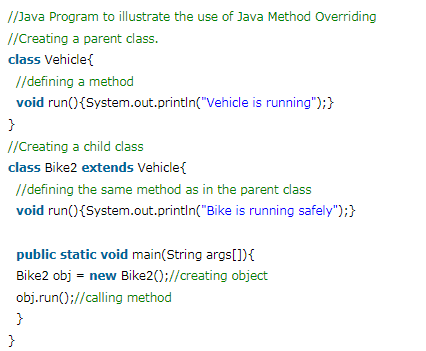 //Java Program to illustrate the use of Java Method Overriding
//Creating a parent class.
class Vehicle{
//defining a method
void run(){System.out.println("Vehicle is running");}
}
//Creating a child class
class Bike2 extends Vehicle{
//defining the same method as in the parent class
void run(){System.out.println("Bike is running safely");}
public static void main(String args[]){
Bike2 obj = new Bike2();//creating object
obj.run();//calling method
}
}